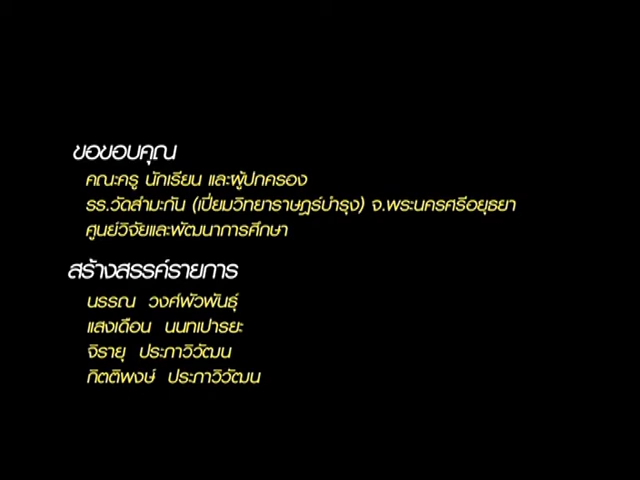 ขอขอบคุณ
คณะครู นักเรียน และผู้ปกครอง
รร.วัดสำมะกัน (เปี่ยมวิทยาราษฎร์บำรุง) จ.พระนครศรีอยุธยา
ศูนย์วิจัยและพัฒนาการศึกษา
สร้างสรรค์รายการ
นรรณ วงศ์พัวพันธุ์
แสงเดือน นนทเปารยะ
จิรายุ ประภาวิวัฒน
กิตติพงษ์ ประภาวิวัฒน